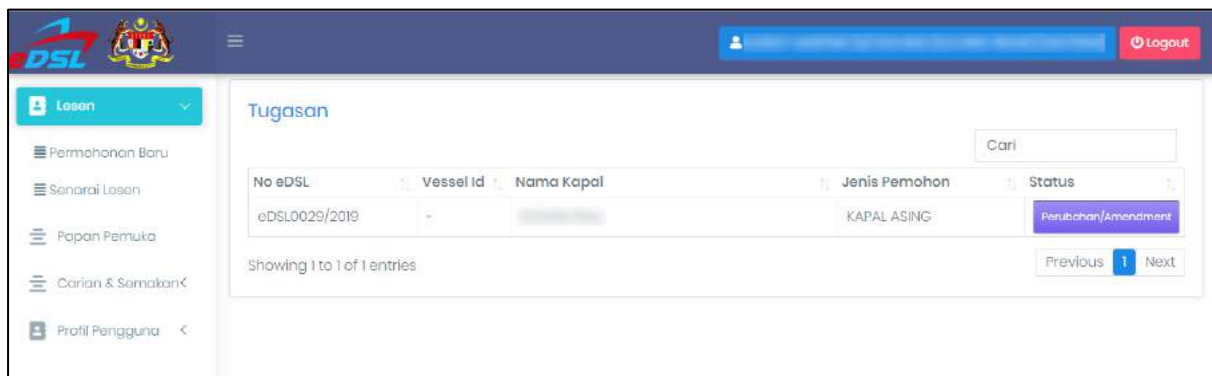 eDSL
Logout
Lesen
Permohonan Baru
Senarai Lesen
Papan Pemuka
Carian & Semakan
Profil Pengguna
Tugasan
Cari
No eDSL Vessel Id Nama Kapal Jenis Pemohon Status
eDSL0029/2019 - KAPAL ASING Perubahan/Amendment
Showing 1 to 1 of 1 entries
Previous 1 Next